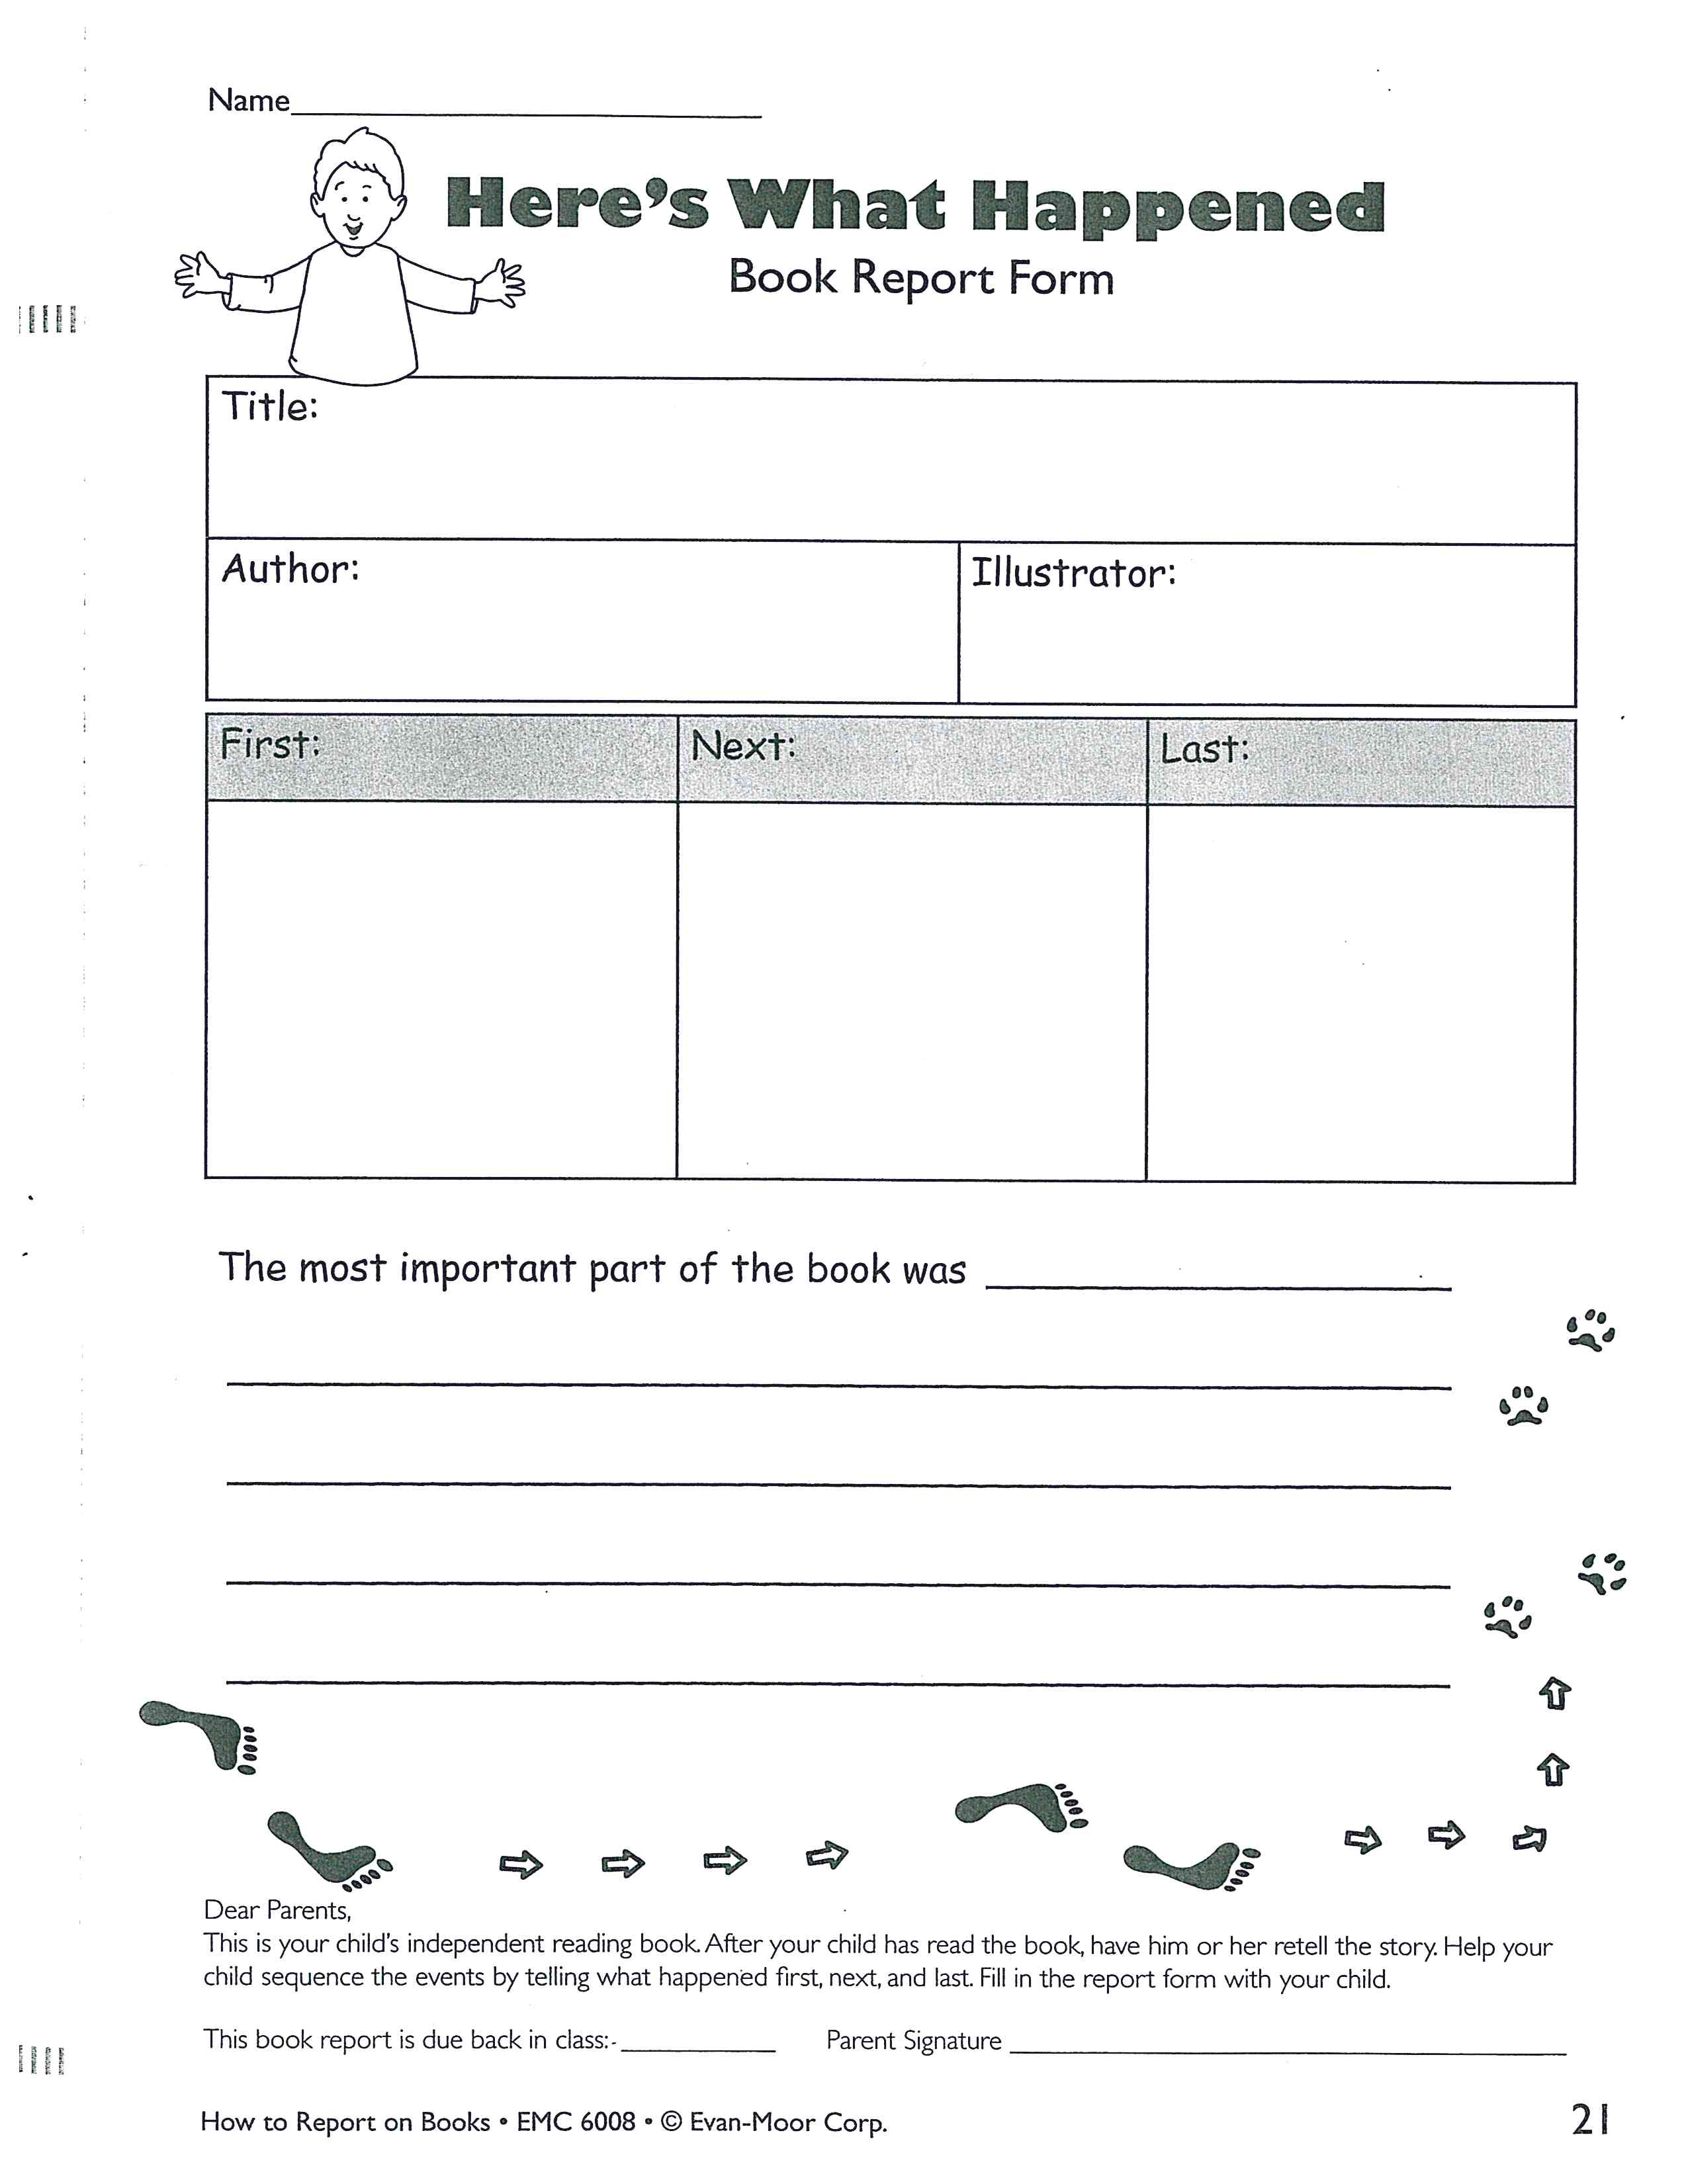 Name
Here's What Happened
Book Report Form
Title:
Author:
Illustrator:
First:
Next:
Last:
The most important part of the book was
Dear Parents,
This is your child's independent reading book. After your child has read the book, have him or her retell the story. Help your
child sequence the events by telling what happened first, next, and last. Fill in the report form with your child.
This book report is due back in class:
Parent Signature
How to Report on Books • EMC 6008 • © Evan-Moor Corp.
21